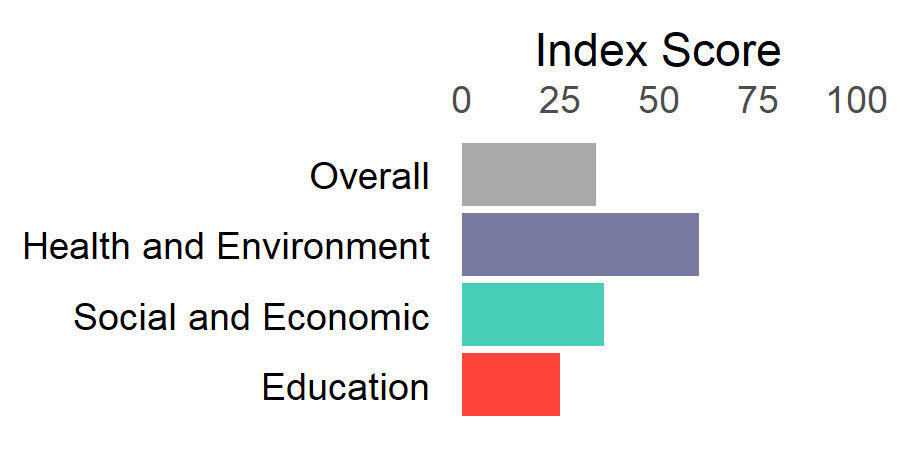 Index Score
0 25 50 75 100
Overall
Health and Environment
Social and Economic
Education